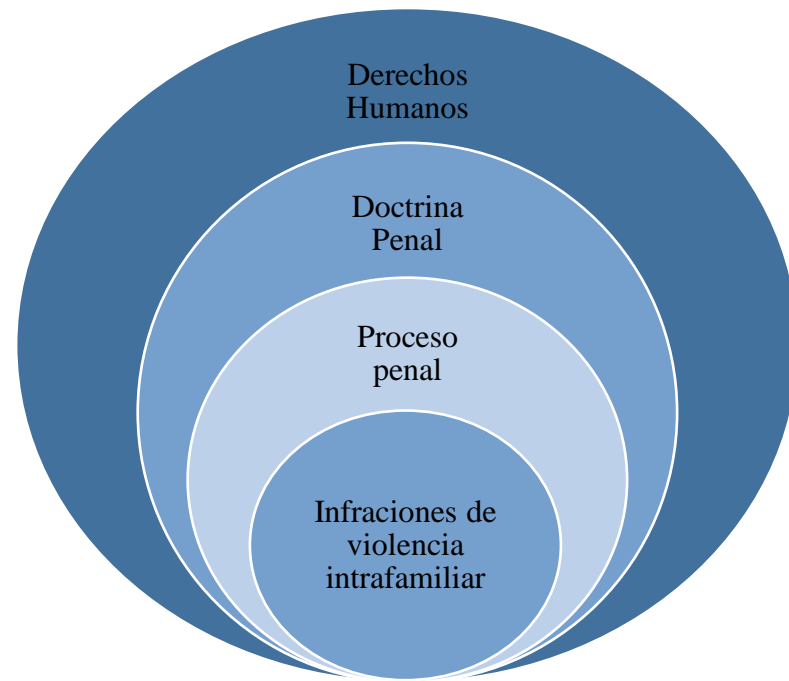 Derechos
Humanos
Doctrina
Penal
Proceso
penal
Infraciones de
violencia
intrafamiliar